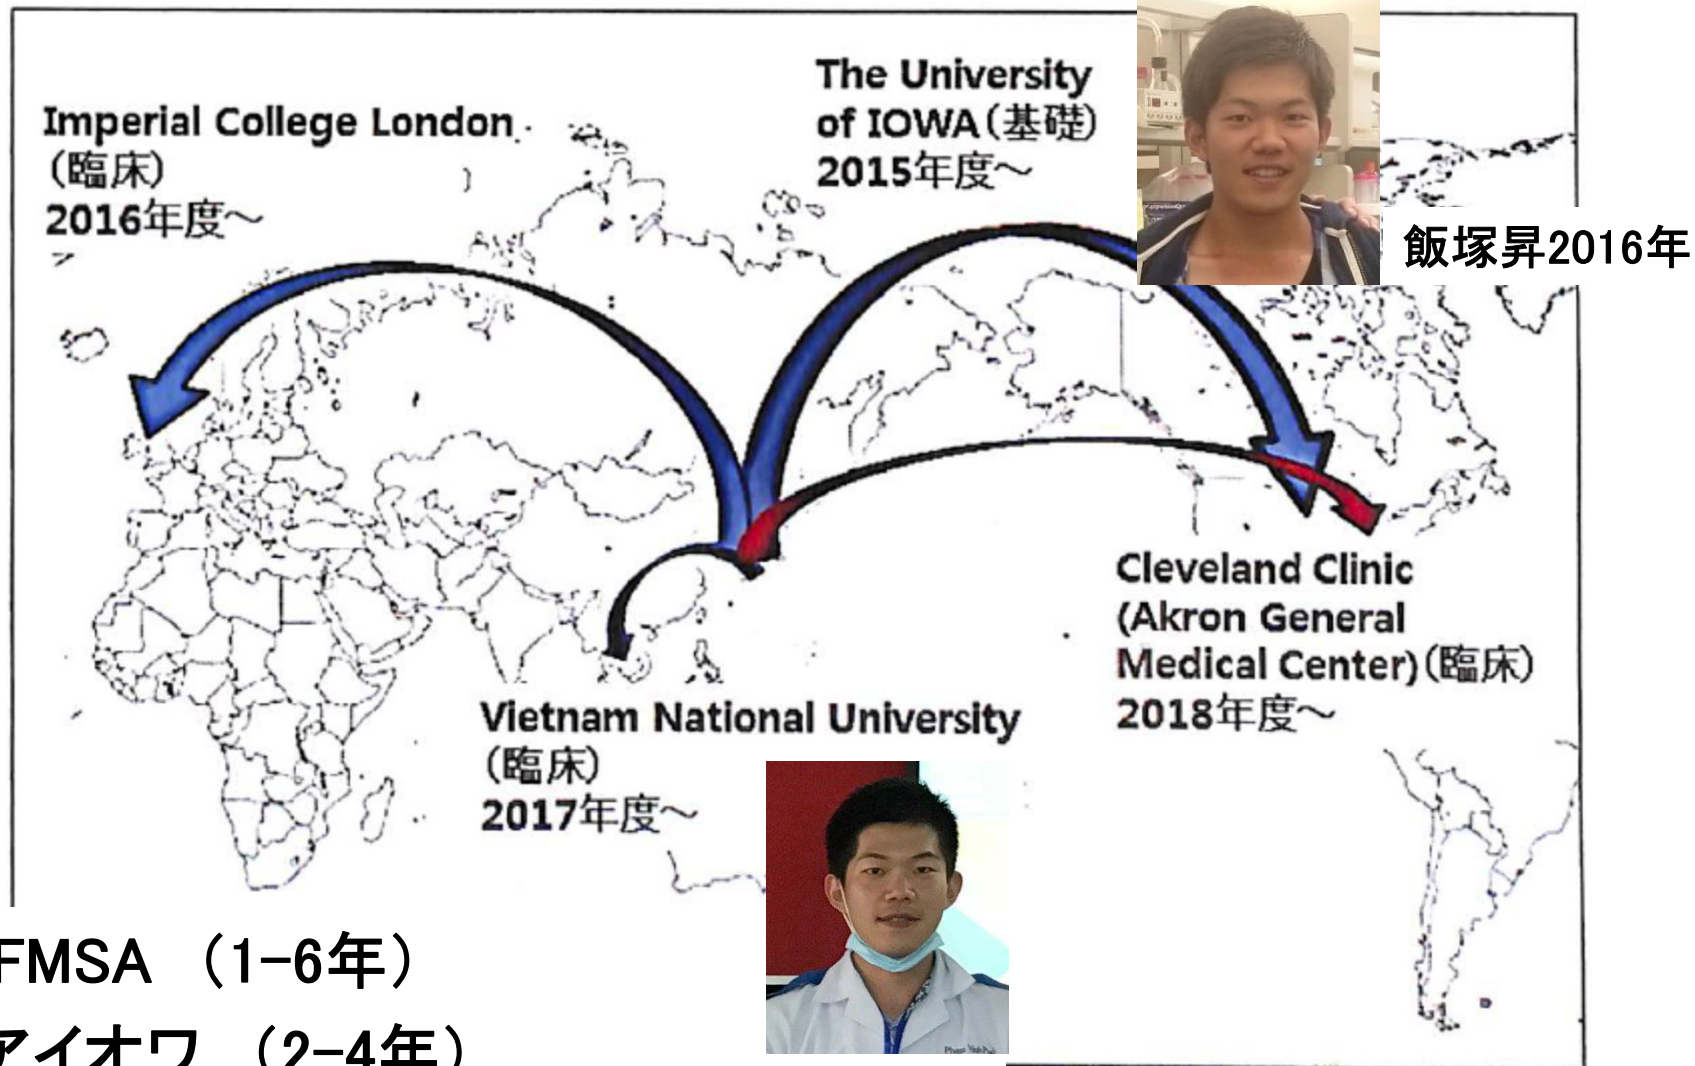 Imperial College London
(臨床)
2016年度～
The University
of IOWA(基礎)
2015年度～
飯塚昇2016年
Cleveland Clinic
(Akron General
Medical Center)(臨床)
2018年度～
Vietnam National University
(臨床)
2017年度～
FMSA （1-6年）
アイオワ （2-4年）